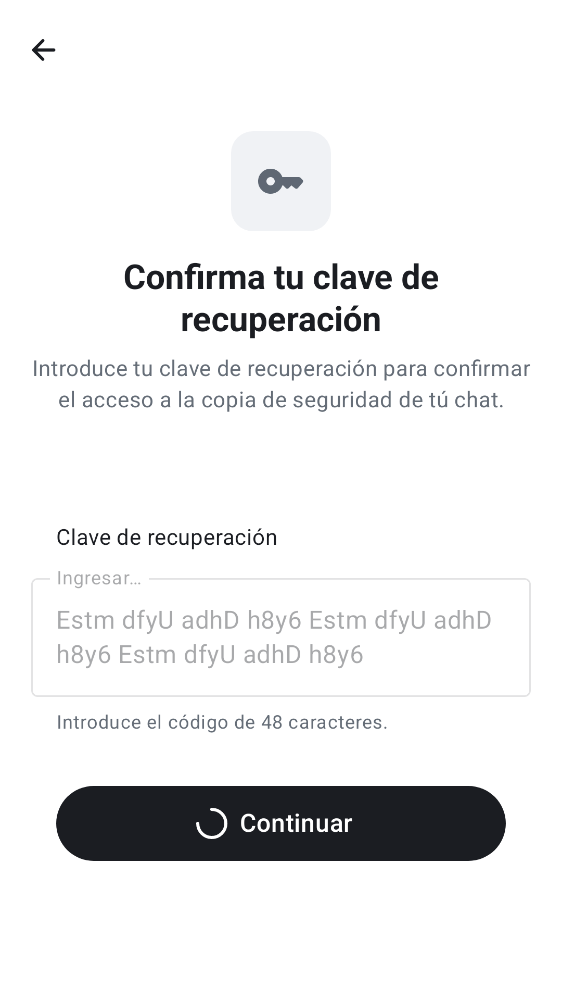 Confirma tu clave de
recuperación
Introduce tu clave de recuperación para confirmar
el acceso a la copia de seguridad de tú chat.
Clave de recuperación
Ingresar…
Estm dfyU adhD h8y6 Estm dfyU adhD
h8y6 Estm dfyU adhD h8y6
Introduce el código de 48 caracteres.
Continuar